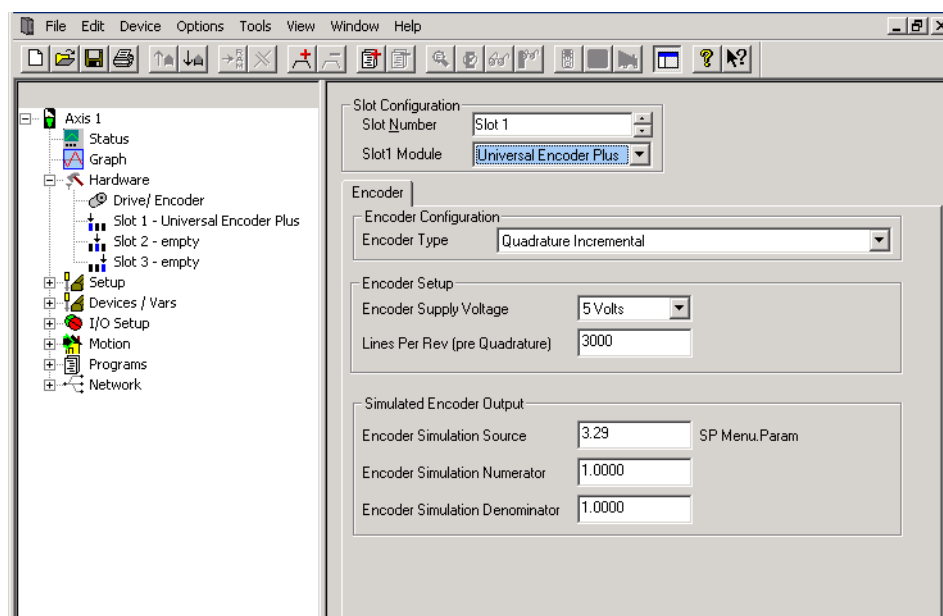 File Edit Device Options Tools View Window Help
Axis 1
Status
Graph
Hardware
Drive/ Encoder
Slot 1 - Universal Encoder Plus
Slot 2 - empty
Slot 3 - empty
Setup
Devices / Vars
I/O Setup
Motion
Programs
Network
Slot Configuration
Slot Number Slot 1
Slot1 Module Universal Encoder Plus
Encoder
Encoder Configuration
Encoder Type Quadrature Incremental
Encoder Setup
Encoder Supply Voltage 5 Volts
Lines Per Rev (pre Quadrature) 3000
Simulated Encoder Output
Encoder Simulation Source 3.29 SP Menu.Param
Encoder Simulation Numerator 1.0000
Encoder Simulation Denominator 1.0000